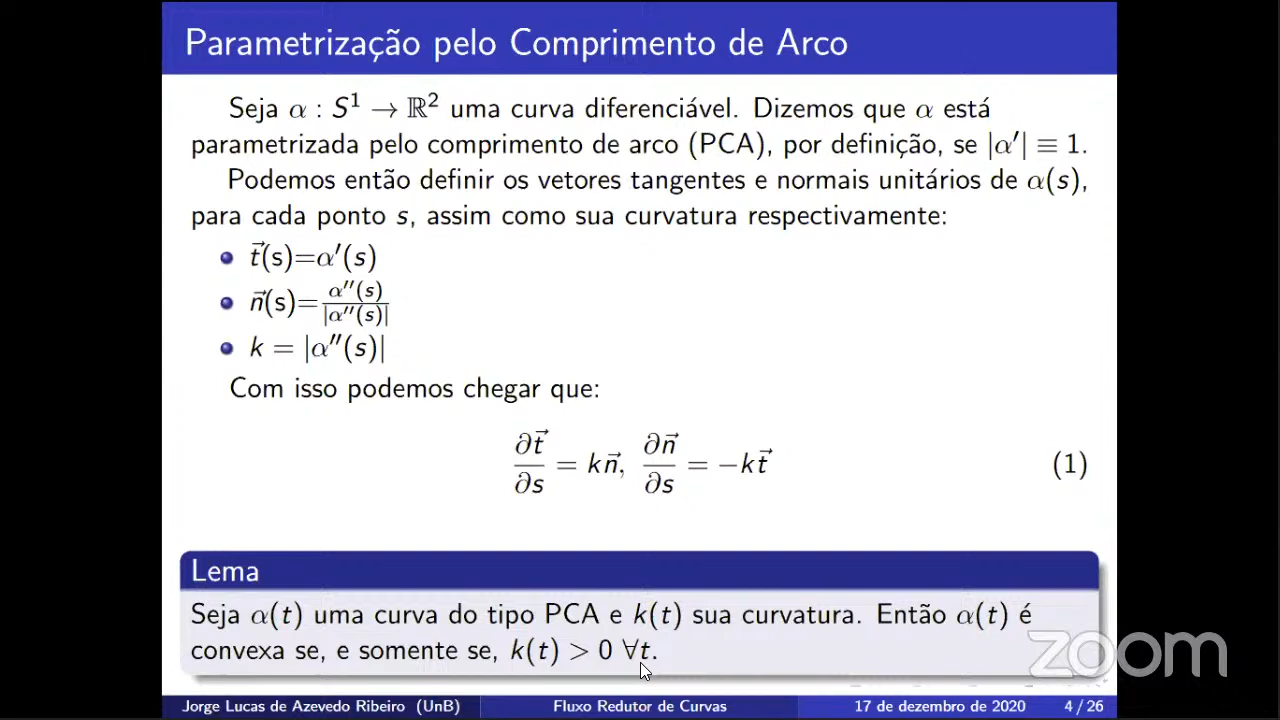 Parametrização pelo Comprimento de Arco
Seja α : S¹ → ℝ² uma curva diferenciável. Dizemos que α está
parametrizada pelo comprimento de arco (PCA), por definição, se |α′| ≡ 1.
Podemos então definir os vetores tangentes e normais unitários de α(s),
para cada ponto s, assim como sua curvatura respectivamente:
t⃗(s)=α′(s)
n⃗(s)=α″(s)/|α″(s)|
k = |α″(s)|
Com isso podemos chegar que:
∂t⃗/∂s = kn⃗, ∂n⃗/∂s = −kt⃗ (1)
Lema
Seja α(t) uma curva do tipo PCA e k(t) sua curvatura. Então α(t) é
convexa se, e somente se, k(t) > 0 ∀t.
zoom
Jorge Lucas de Azevedo Ribeiro (UnB) Fluxo Redutor de Curvas 17 de dezembro de 2020 4 / 26